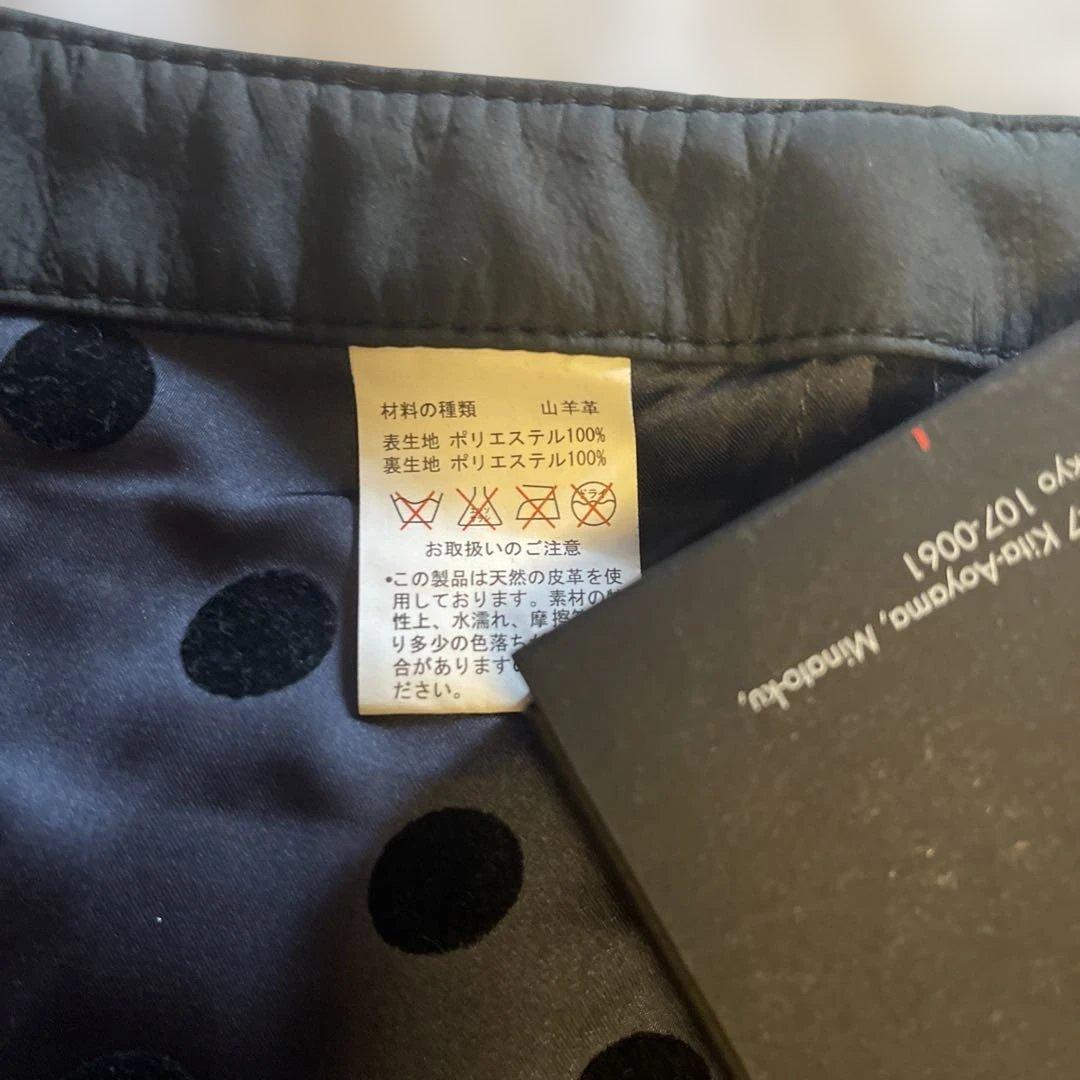 材料の種類 山羊革
表生地 ポリエステル100%
裏生地 ポリエステル100%
ドライ
お取扱いのご注意
•この製品は天然の皮革を使
用しております。素材の
性上、水濡れ、摩擦
り多少の色落ち
合があります
ださい。
7 Kita-Aoyama, Minato-ku,
kyo 107-0061